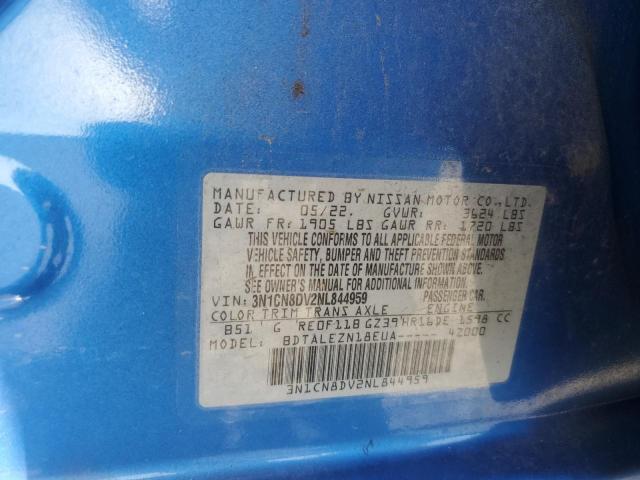 MANUFACTURED BY NISSAN MOTOR CO., LTD.
DATE: 05/22. GVWR: 3624 LBS
GAWR FR: 1905 LBS GAWR RR: 1720 LBS
THIS VEHICLE CONFORMS TO ALL APPLICABLE FEDERAL MOTOR
VEHICLE SAFETY, BUMPER AND THEFT PREVENTION STANDARDS
IN EFFECT ON THE DATE OF MANUFACTURE SHOWN ABOVE.
SEE OWNER'S MANUAL FOR ADDITIONAL INFORMATION.
VIN: 3N1CN8DV2NL844959 PASSENGER CAR.
COLOR TRIM TRANS AXLE ENGINE
B51 G RE0F11B GZ39 HR16DE 1598 CC
MODEL: BDTALEZN18EUA----- 42000
3N1CN8DV2NL844959